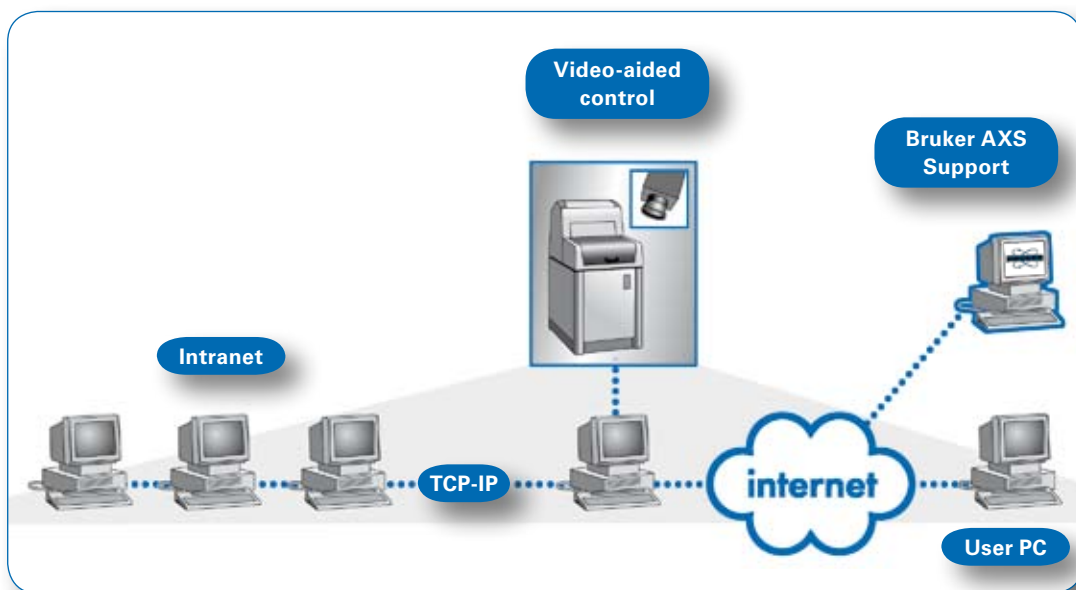 Video-aided
control
Bruker AXS
Support
Intranet
TCP-IP
internet
User PC